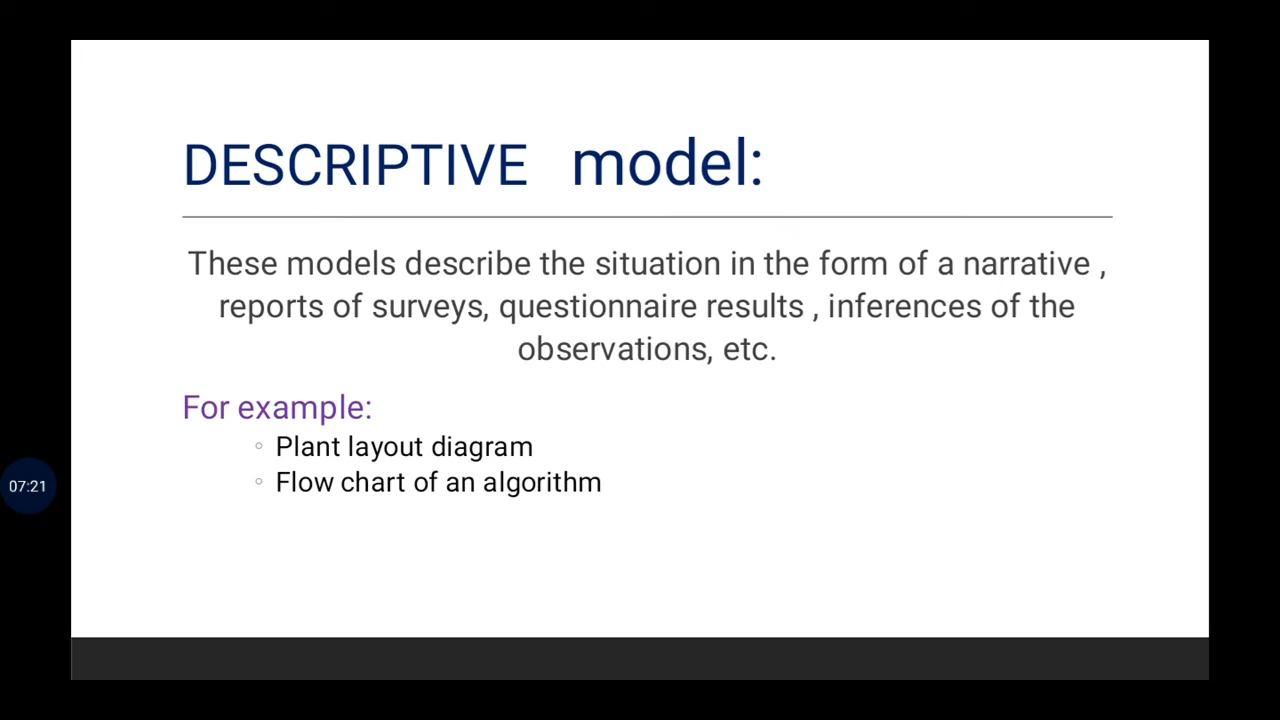 DESCRIPTIVE model:
These models describe the situation in the form of a narrative ,
reports of surveys, questionnaire results , inferences of the
observations, etc.
For example:
◦ Plant layout diagram
◦ Flow chart of an algorithm
07:21